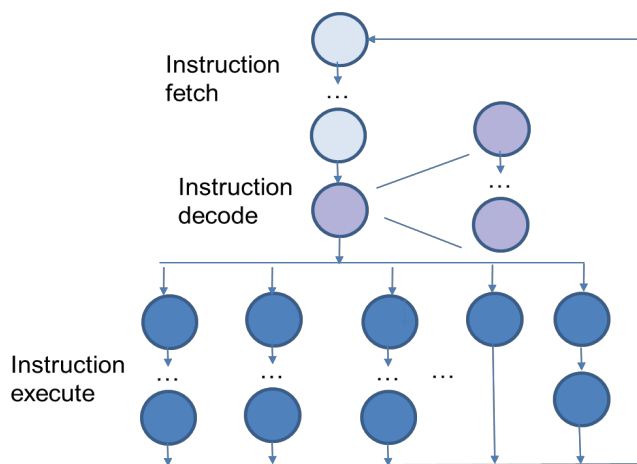 Instruction
fetch
...
...
Instruction
decode
Instruction
execute
... ... ... ...